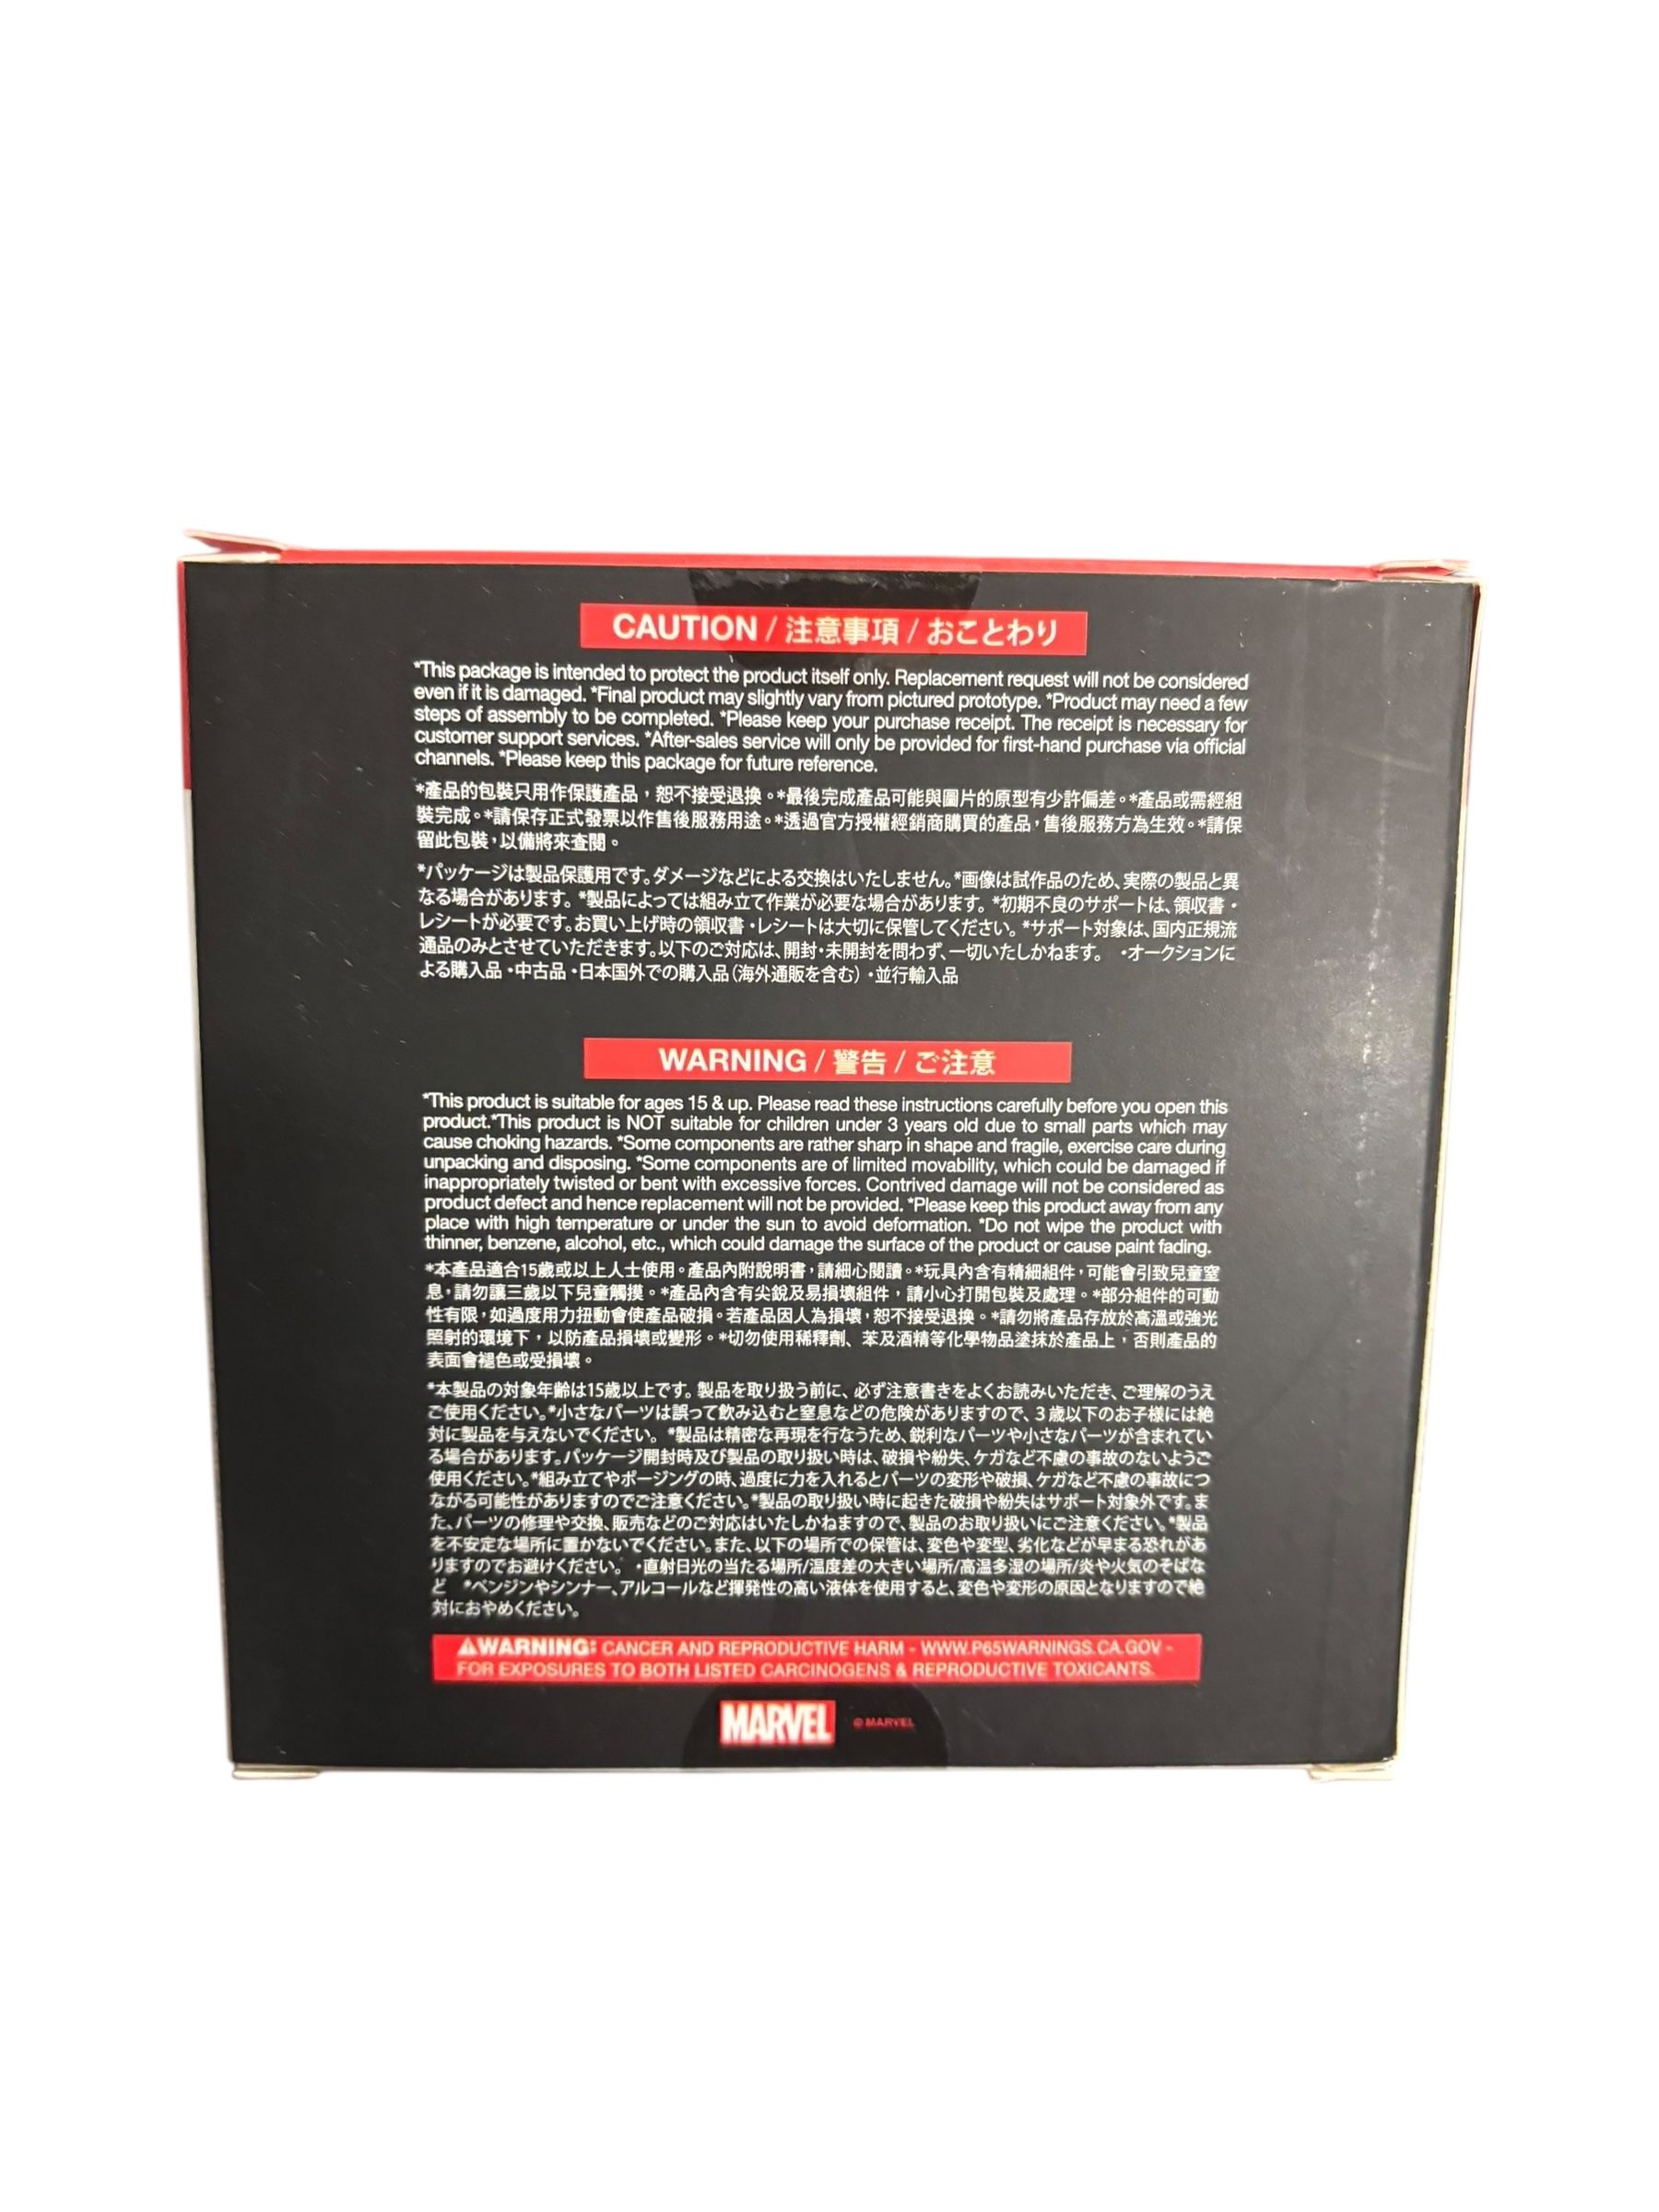 CAUTION / 注意事項 / おことわり
*This package is intended to protect the product itself only. Replacement request will not be considered
even if it is damaged. *Final product may slightly vary from pictured prototype. *Product may need a few
steps of assembly to be completed. *Please keep your purchase receipt. The receipt is necessary for
customer support services. *After-sales service will only be provided for first-hand purchase via official
channels. *Please keep this package for future reference.
*產品的包裝只用作保護產品，恕不接受退換。*最後完成產品可能與圖片的原型有少許偏差。*產品或需經組
裝完成。*請保存正式發票以作售後服務用途。*透過官方授權經銷商購買的產品，售後服務方為生效。*請保
留此包裝，以備將來查閱。
*パッケージは製品保護用です。ダメージなどによる交換はいたしません。*画像は試作品のため、実際の製品と異
なる場合があります。*製品によっては組み立て作業が必要な場合があります。*初期不良のサポートは、領収書・
レシートが必要です。お買い上げ時の領収書・レシートは大切に保管してください。*サポート対象は、国内正規流
通品のみとさせていただきます。以下のご対応は、開封・未開封を問わず、一切いたしかねます。 ・オークションに
よる購入品・中古品・日本国外での購入品（海外通販を含む）・並行輸入品
WARNING / 警告 / ご注意
*This product is suitable for ages 15 & up. Please read these instructions carefully before you open this
product.*This product is NOT suitable for children under 3 years old due to small parts which may
cause choking hazards. *Some components are rather sharp in shape and fragile, exercise care during
unpacking and disposing. *Some components are of limited movability, which could be damaged if
inappropriately twisted or bent with excessive forces. Contrived damage will not be considered as
product defect and hence replacement will not be provided. *Please keep this product away from any
place with high temperature or under the sun to avoid deformation. *Do not wipe the product with
thinner, benzene, alcohol, etc., which could damage the surface of the product or cause paint fading.
*本產品適合15歲或以上人士使用。產品內附說明書，請細心閱讀。*玩具內含有精細組件，可能會引致兒童窒
息，請勿讓三歲以下兒童觸摸。*產品內含有尖銳及易損壞組件，請小心打開包裝及處理。*部分組件的可動
性有限，如過度用力扭動會使產品破損。若產品因人為損壞，恕不接受退換。*請勿將產品存放於高溫或強光
照射的環境下，以防產品損壞或變形。*切勿使用稀釋劑、苯及酒精等化學物品塗抹於產品上，否則產品的
表面會褪色或受損壞。
*本製品の対象年齢は15歳以上です。製品を取り扱う前に、必ず注意書きをよくお読みいただき、ご理解のうえ
ご使用ください。*小さなパーツは誤って飲み込むと窒息などの危険がありますので、3歳以下のお子様には絶
対に製品を与えないでください。*製品は精密な再現を行なうため、鋭利なパーツや小さなパーツが含まれてい
る場合があります。パッケージ開封時及び製品の取り扱い時は、破損や紛失、ケガなど不慮の事故のないようご
使用ください。*組み立てやポージングの時、過度に力を入れるとパーツの変形や破損、ケガなど不慮の事故につ
ながる可能性がありますのでご注意ください。*製品の取り扱い時に起きた破損や紛失はサポート対象外です。ま
た、パーツの修理や交換、販売などのご対応はいたしかねますので、製品のお取り扱いにご注意ください。*製品
を不安定な場所に置かないでください。また、以下の場所での保管は、変色や変型、劣化などが早まる恐れがあ
りますのでお避けください。 ・直射日光の当たる場所/温度差の大きい場所/高温多湿の場所/炎や火気のそばな
ど *ベンジンやシンナー、アルコールなど揮発性の高い液体を使用すると、変色や変形の原因となりますので絶
対におやめください。
⚠WARNING: CANCER AND REPRODUCTIVE HARM - WWW.P65WARNINGS.CA.GOV -
FOR EXPOSURES TO BOTH LISTED CARCINOGENS & REPRODUCTIVE TOXICANTS.
MARVEL © MARVEL